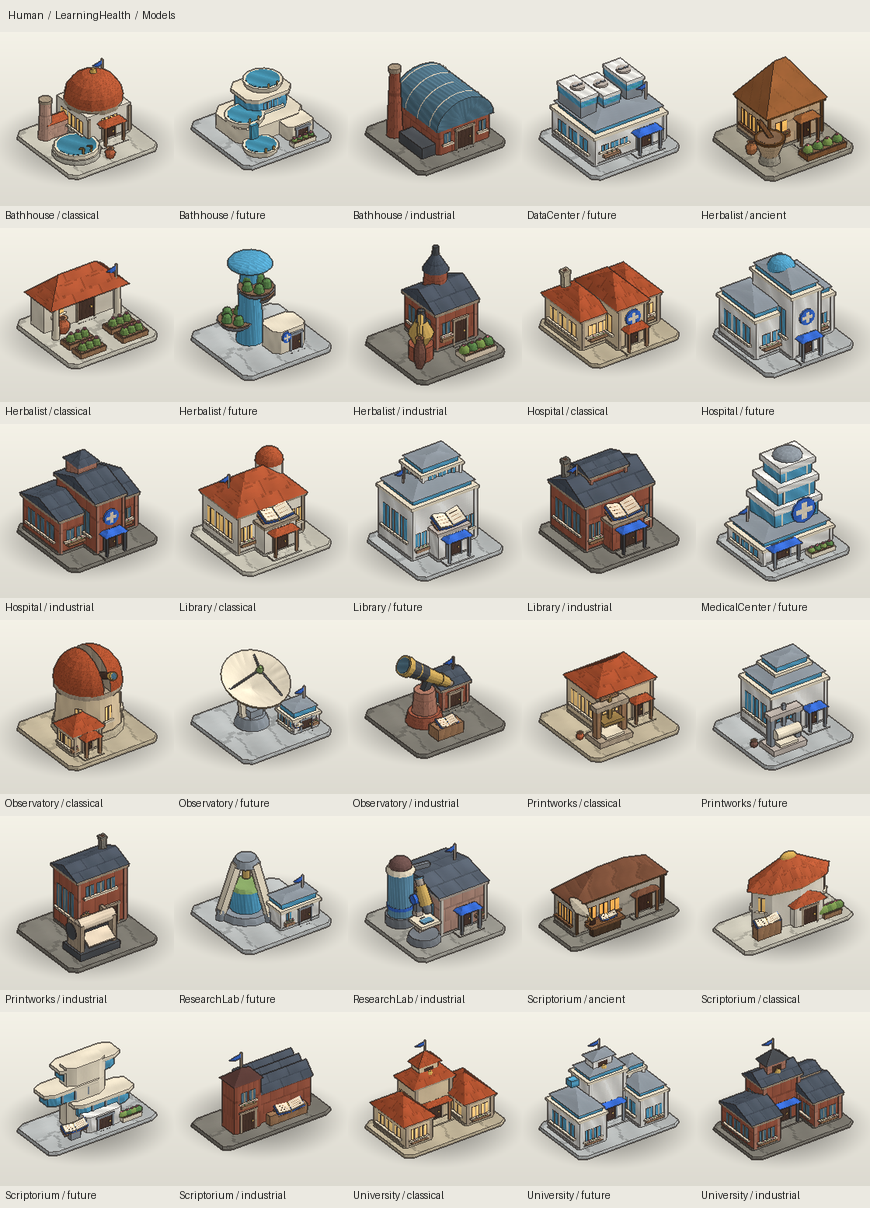 Human / LearningHealth / Models
Bathhouse / classical
Bathhouse / future
Bathhouse / industrial
DataCenter / future
Herbalist / ancient
Herbalist / classical
Herbalist / future
Herbalist / industrial
Hospital / classical
Hospital / future
Hospital / industrial
Library / classical
Library / future
Library / industrial
MedicalCenter / future
Observatory / classical
Observatory / future
Observatory / industrial
Printworks / classical
Printworks / future
Printworks / industrial
ResearchLab / future
ResearchLab / industrial
Scriptorium / ancient
Scriptorium / classical
Scriptorium / future
Scriptorium / industrial
University / classical
University / future
University / industrial